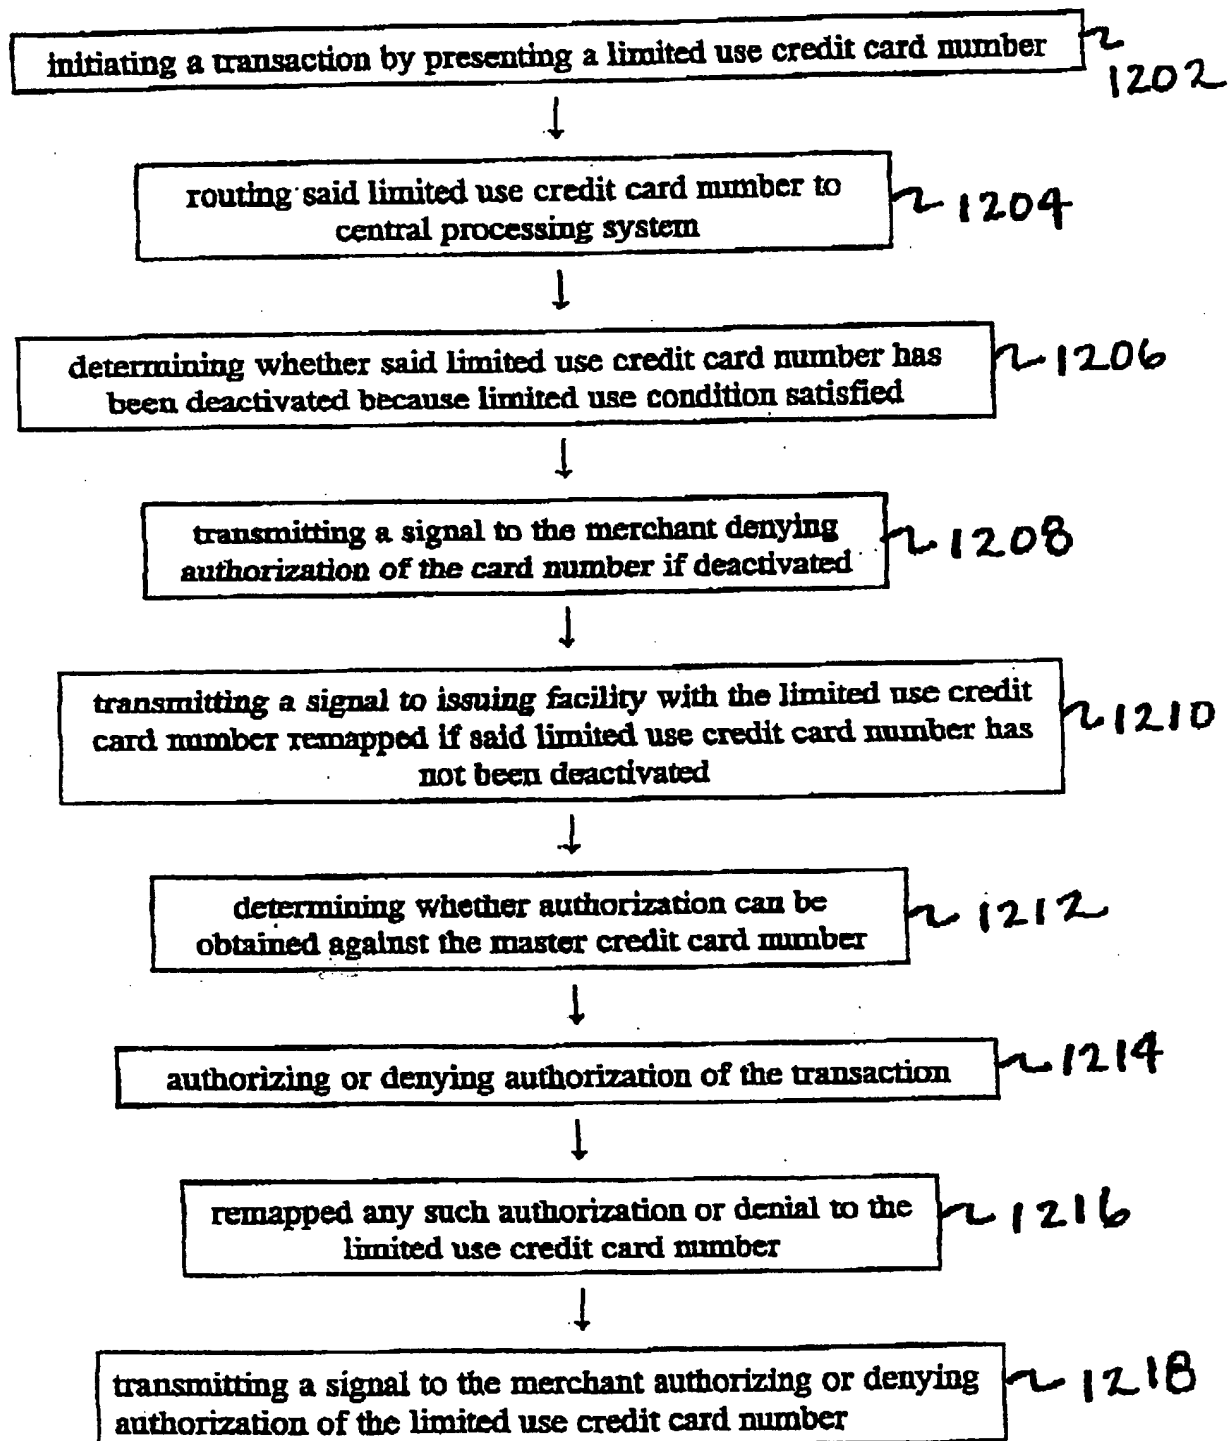 initiating a transaction by presenting a limited use credit card number
1202
routing said limited use credit card number to
central processing system
1204
determining whether said limited use credit card number has
been deactivated because limited use condition satisfied
1206
transmitting a signal to the merchant denying
authorization of the card number if deactivated
1208
transmitting a signal to issuing facility with the limited use credit
card number remapped if said limited use credit card number has
not been deactivated
1210
determining whether authorization can be
obtained against the master credit card number
1212
authorizing or denying authorization of the transaction
1214
remapped any such authorization or denial to the
limited use credit card number
1216
transmitting a signal to the merchant authorizing or denying
authorization of the limited use credit card number
1218